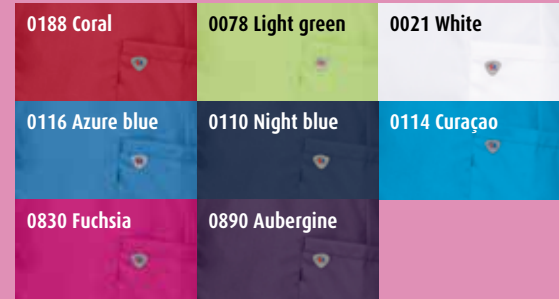 0188 Coral
0078 Light green
0021 White
0116 Azure blue
0110 Night blue
0114 Curaçao
0830 Fuchsia
0890 Aubergine